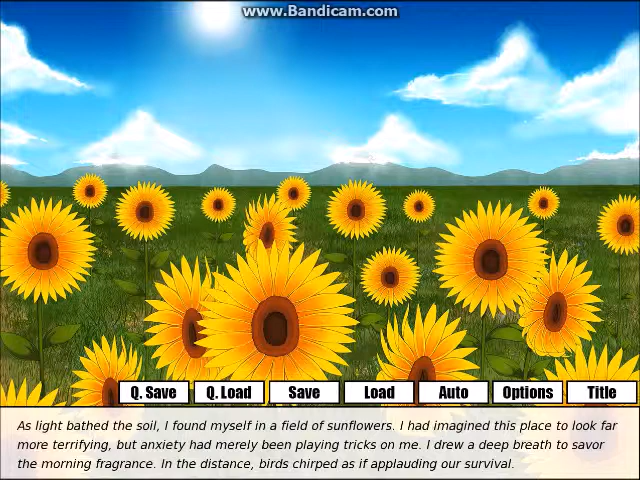 www.Bandicam.com
Q. Save Q. Load Save Load Auto Options Title
As light bathed the soil, I found myself in a field of sunflowers. I had imagined this place to look far
more terrifying, but anxiety had merely been playing tricks on me. I drew a deep breath to savor
the morning fragrance. In the distance, birds chirped as if applauding our survival.